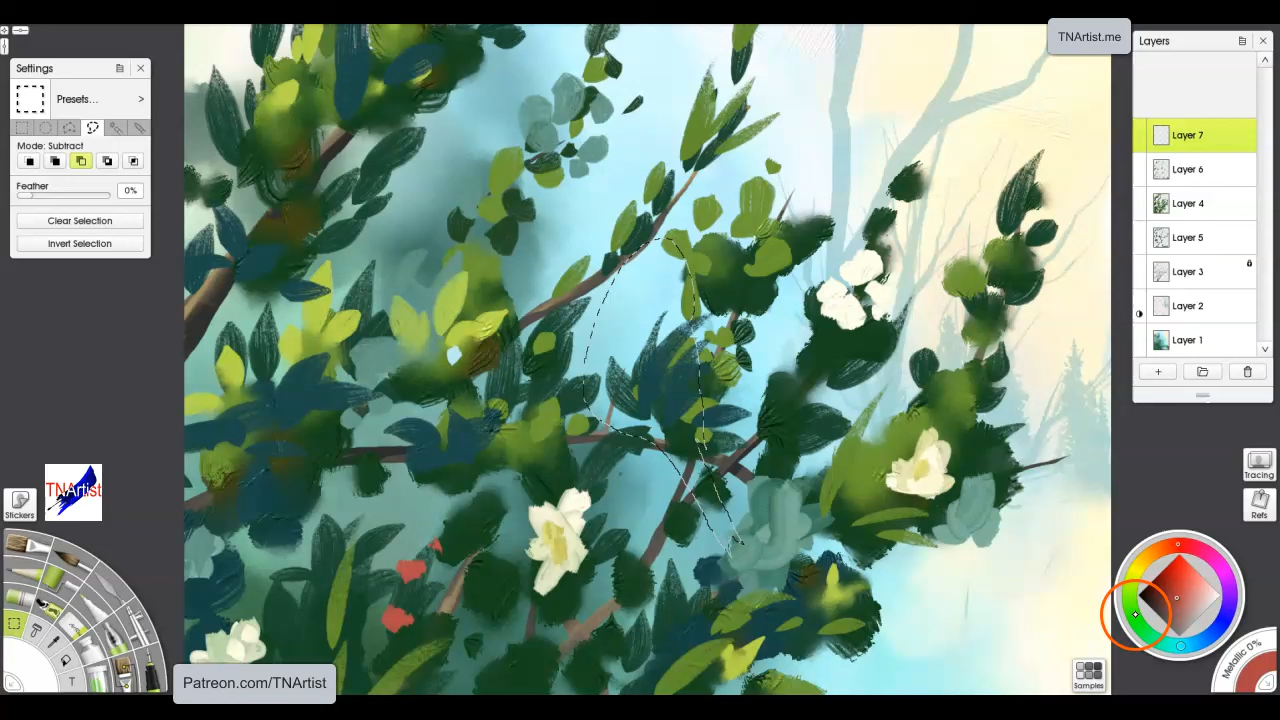 TNArtist.me
Settings
Presets...
>
Mode: Subtract
Feather
0%
Clear Selection
Invert Selection
Layers
Layer 7
Layer 6
Layer 4
Layer 5
Layer 3
Layer 2
Layer 1
Tracing
Refs
Stickers
TNArtist
T
Patreon.com/TNArtist
Samples
Metallic 0%